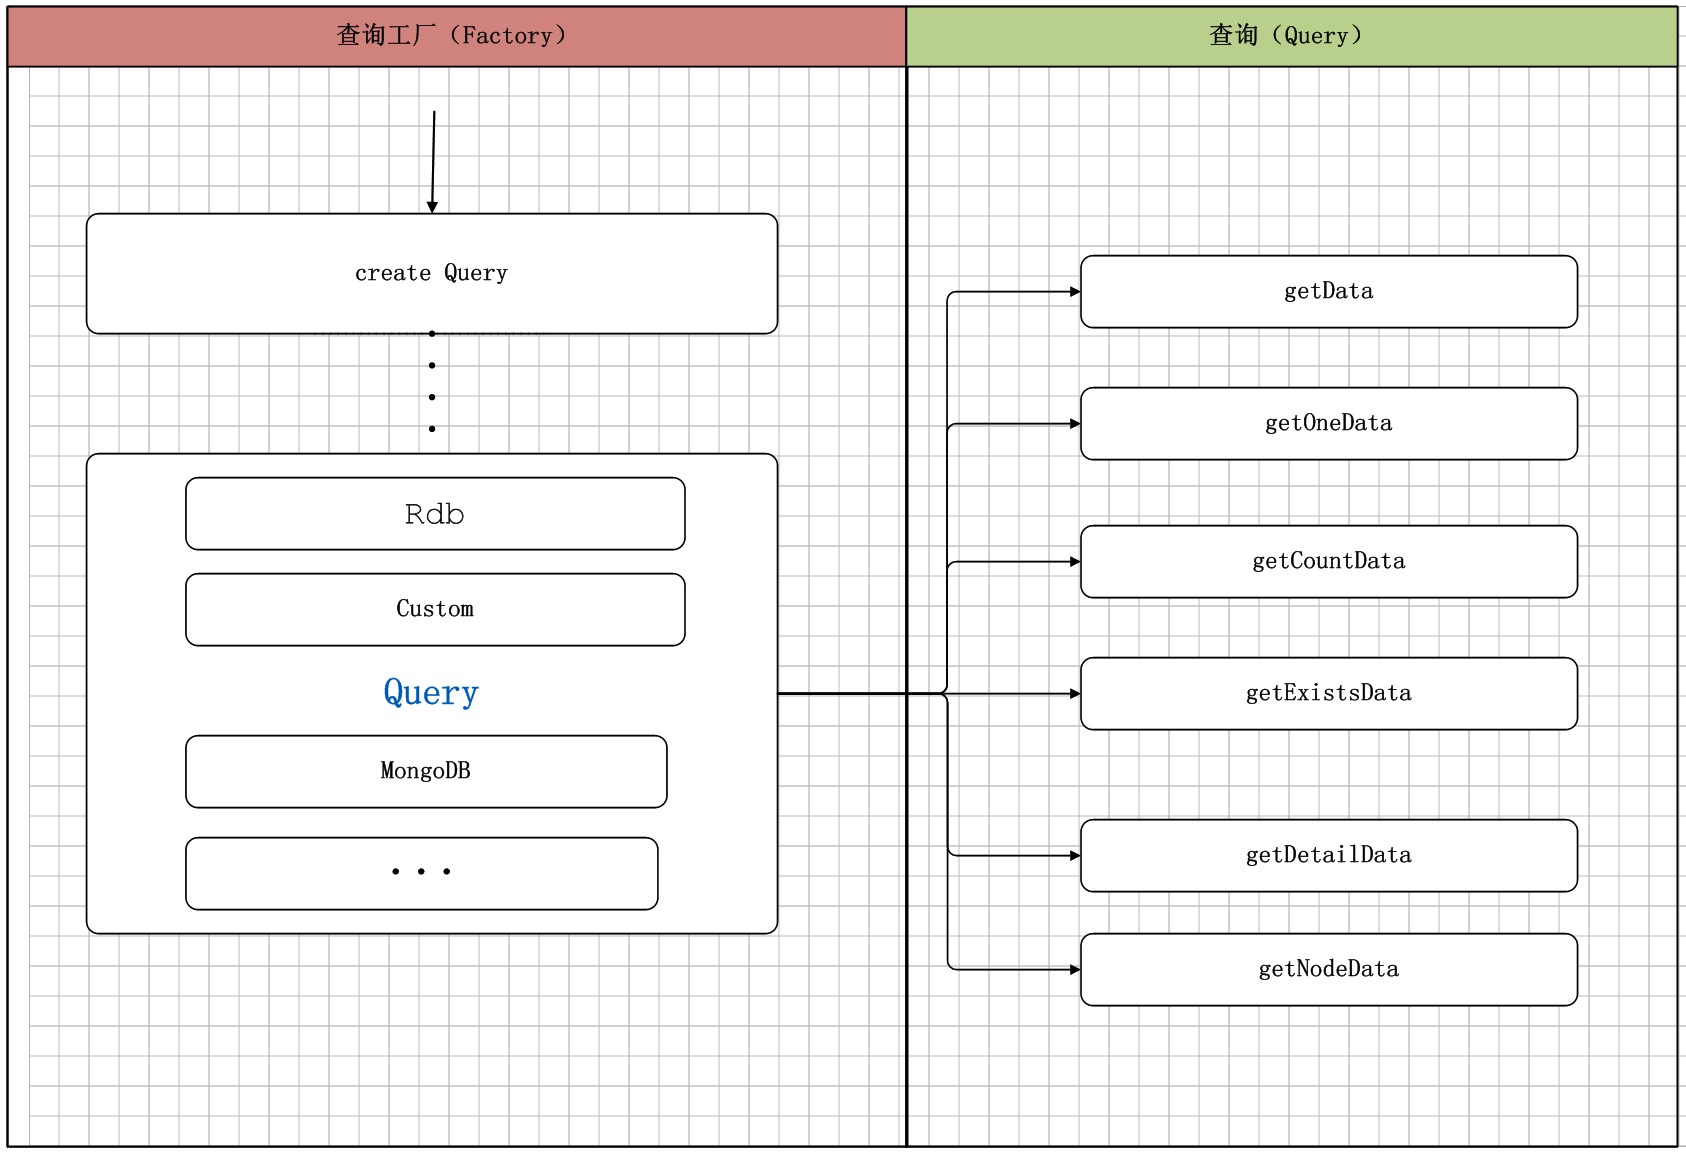 查询工厂（Factory）
查询（Query）
create Query
Rdb
Custom
Query
MongoDB
...
getData
getOneData
getCountData
getExistsData
getDetailData
getNodeData